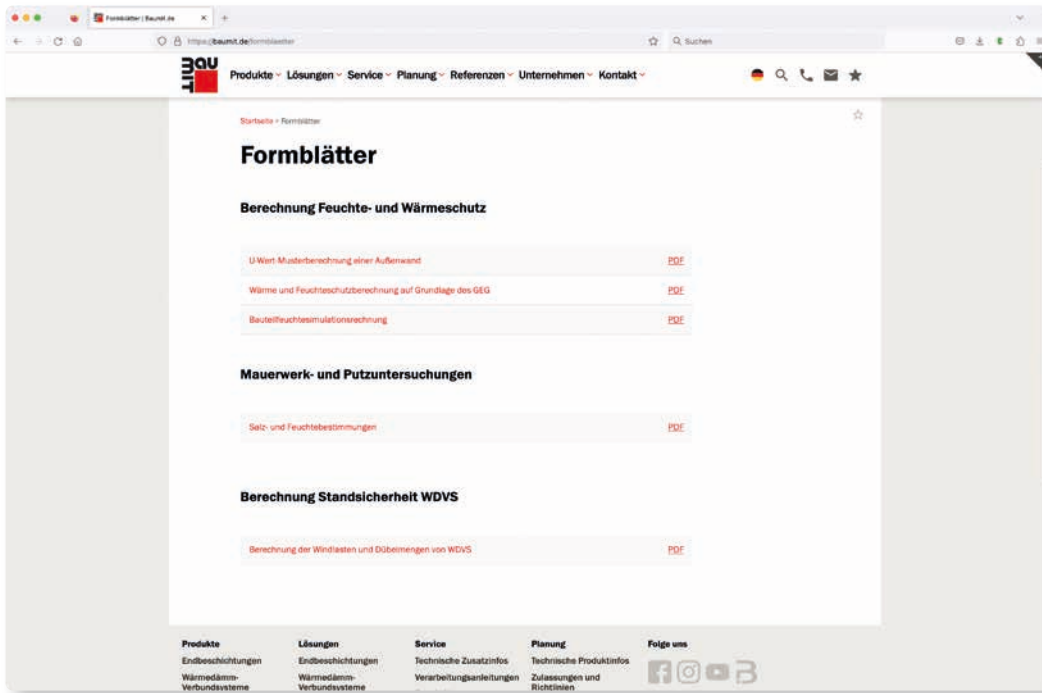 Formblätter | Baumit.de
https://baumit.de/formblaetter
Suchen
BAUMIT
Produkte Lösungen Service Planung Referenzen Unternehmen Kontakt
Startseite > Formblätter
Formblätter
Berechnung Feuchte- und Wärmeschutz
U-Wert-Musterberechnung einer Außenwand PDF
Wärme und Feuchteschutzberechnung auf Grundlage des GEG PDF
Bauteilfeuchtesimulationsrechnung PDF
Mauerwerk- und Putzuntersuchungen
Salz- und Feuchtebestimmungen PDF
Berechnung Standsicherheit WDVS
Berechnung der Windlasten und Dübelmengen von WDVS PDF
Produkte Lösungen Service Planung Folge uns
Endbeschichtungen Endbeschichtungen Technische Zusatzinfos Technische Produktinfos
Wärmedämm- Wärmedämm- Verarbeitungsanleitungen Zulassungen und
Verbundsysteme Verbundsysteme Richtlinien